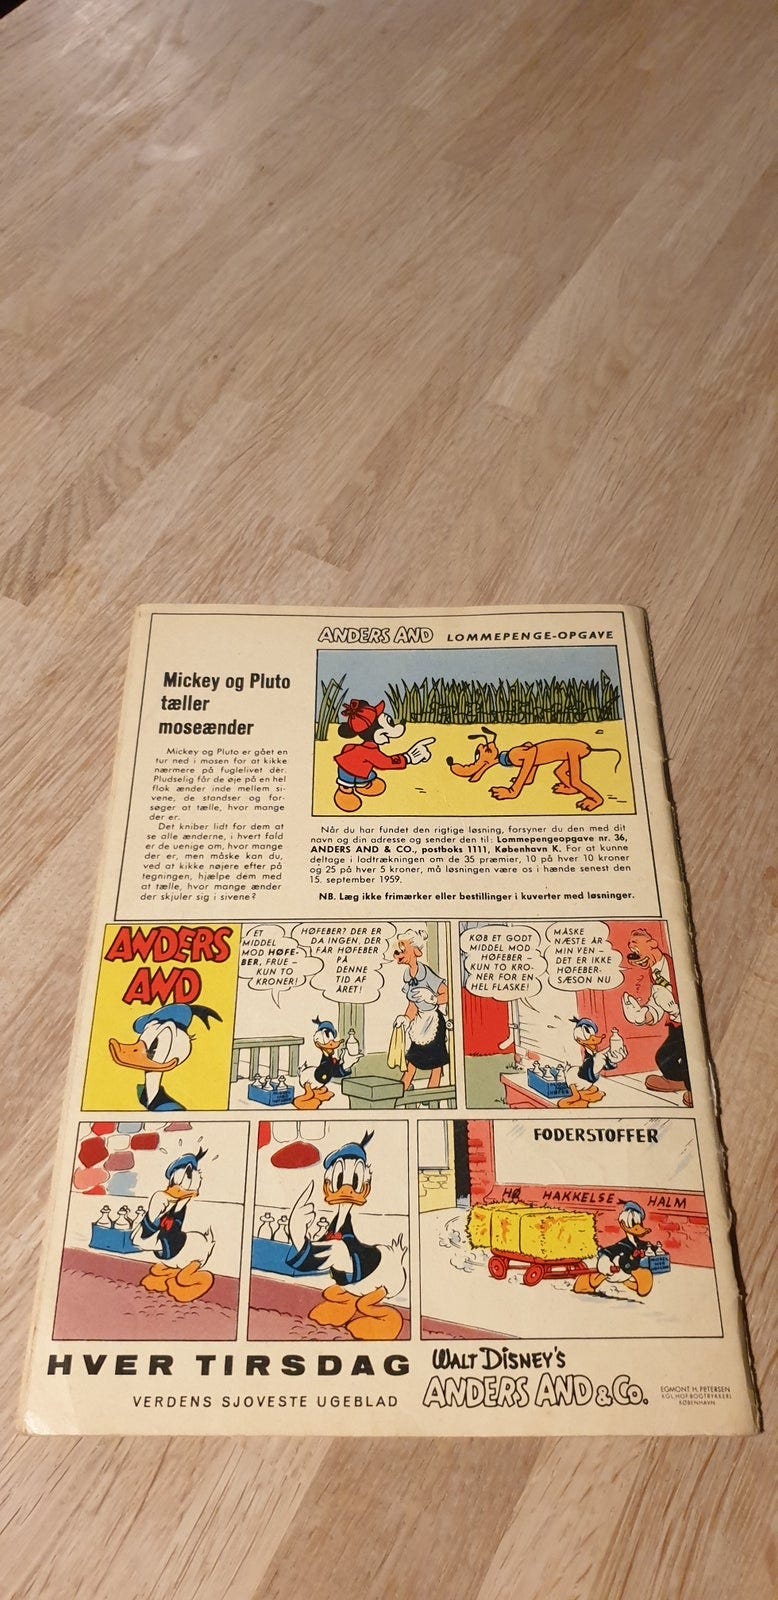 ANDERS AND LOMMEPENGE-OPGAVE
Mickey og Pluto
tæller
moseænder
Mickey og Pluto er gået en
tur ned i mosen for at kikke
nærmere på fuglelivet dér.
Pludselig får de øje på en hel
flok ænder inde mellem si-
vene, de standser og for-
søger at tælle, hvor mange
der er.
Det kniber lidt for dem at
se alle ænderne, i hvert fald
er de uenige om, hvor mange
der er, men måske kan du,
ved at kikke nøjere efter på
tegningen, hjælpe dem med
at tælle, hvor mange ænder
der skjuler sig i sivene?
Når du har fundet den rigtige løsning, forsyner du den med dit
navn og din adresse og sender den til: Lommepengeopgave nr. 36,
ANDERS AND & CO., postboks 1111, København K. For at kunne
deltage i lodtrækningen om de 35 præmier, 10 på hver 10 kroner
og 25 på hver 5 kroner, må løsningen være os i hænde senest den
15. september 1959.
NB. Læg ikke frimærker eller bestillinger i kuverter med løsninger.
ANDERS
AND
ET
MIDDEL
MOD HØFE-
BER, FRUE –
KUN TO
KRONER!
HØFEBER? DER ER
DA INGEN, DER
FÅR HØFEBER
PÅ
DENNE
TID AF
ÅRET!
KØB ET GODT
MIDDEL MOD
HØFEBER –
KUN TO KRO-
NER FOR EN
HEL FLASKE!
MÅSKE
NÆSTE ÅR
MIN VEN –
DET ER IKKE
HØFEBER-
SÆSON NU
FODERSTOFFER
HØ HAKKELSE HALM
HVER TIRSDAG
VERDENS SJOVESTE UGEBLAD
WALT DISNEY'S
ANDERS AND & CO.
EGMONT H. PETERSEN
KGL. HOF-BOGTRYKKERI
KØBENHAVN